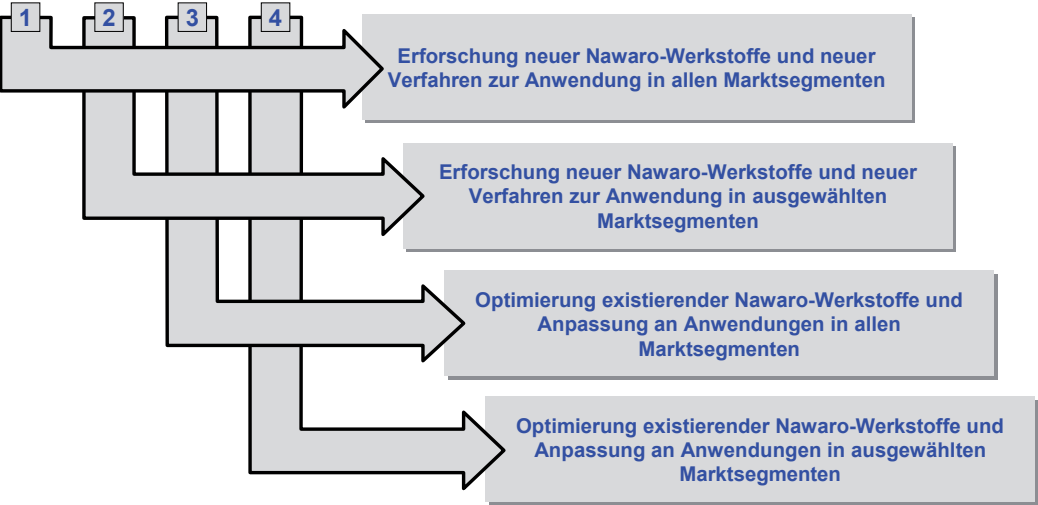 1
2
3
4
Erforschung neuer Nawaro-Werkstoffe und neuer
Verfahren zur Anwendung in allen Marktsegmenten
Erforschung neuer Nawaro-Werkstoffe und neuer
Verfahren zur Anwendung in ausgewählten
Marktsegmenten
Optimierung existierender Nawaro-Werkstoffe und
Anpassung an Anwendungen in allen
Marktsegmenten
Optimierung existierender Nawaro-Werkstoffe und
Anpassung an Anwendungen in ausgewählten
Marktsegmenten